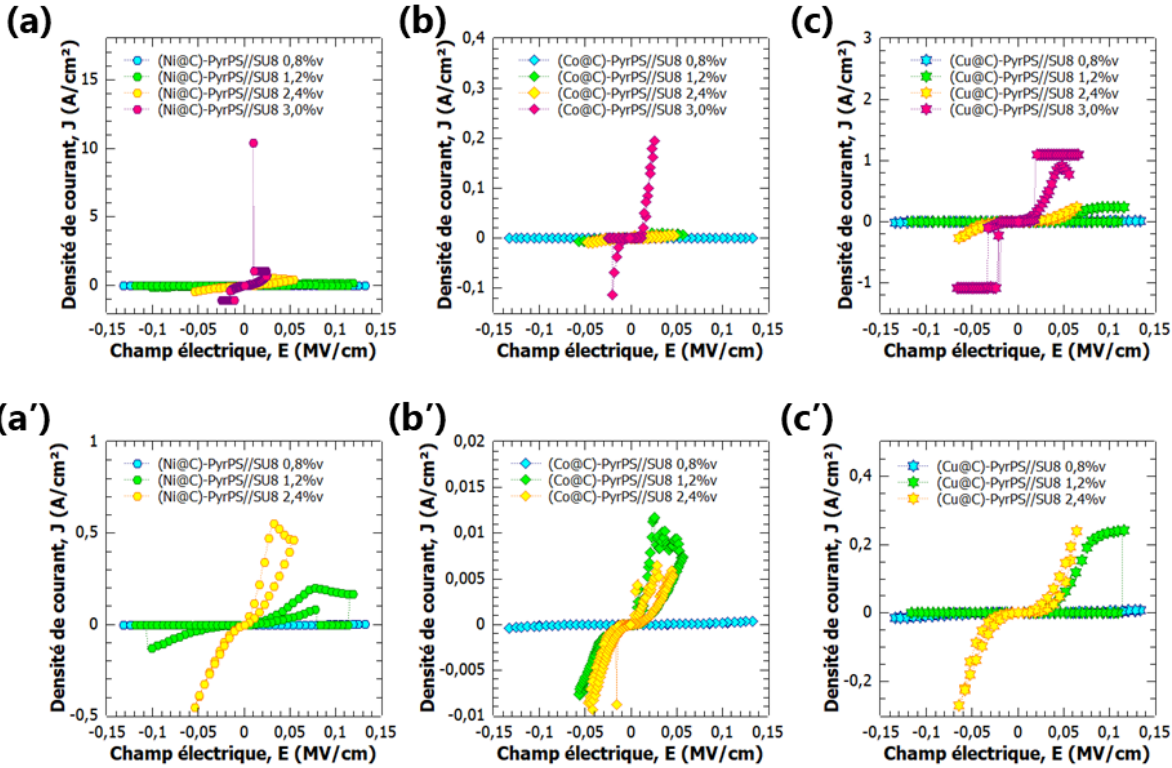 (a)
Densité de courant, J (A/cm²)
15
10
5
0
(Ni@C)-PyrPS//SU8 0,8%v
(Ni@C)-PyrPS//SU8 1,2%v
(Ni@C)-PyrPS//SU8 2,4%v
(Ni@C)-PyrPS//SU8 3,0%v
-0,15 -0,1 -0,05 0 0,05 0,1 0,15
Champ électrique, E (MV/cm)
(b)
Densité de courant, J (A/cm²)
0,4
0,3
0,2
0,1
0
-0,1
(Co@C)-PyrPS//SU8 0,8%v
(Co@C)-PyrPS//SU8 1,2%v
(Co@C)-PyrPS//SU8 2,4%v
(Co@C)-PyrPS//SU8 3,0%v
-0,15 -0,1 -0,05 0 0,05 0,1 0,15
Champ électrique, E (MV/cm)
(c)
Densité de courant, J (A/cm²)
3
2
1
0
-1
(Cu@C)-PyrPS//SU8 0,8%v
(Cu@C)-PyrPS//SU8 1,2%v
(Cu@C)-PyrPS//SU8 2,4%v
(Cu@C)-PyrPS//SU8 3,0%v
-0,15 -0,1 -0,05 0 0,05 0,1 0,15
Champ électrique, E (MV/cm)
a′)
Densité de courant, J (A/cm²)
1
0,5
0
-0,5
(Ni@C)-PyrPS//SU8 0,8%v
(Ni@C)-PyrPS//SU8 1,2%v
(Ni@C)-PyrPS//SU8 2,4%v
-0,15 -0,1 -0,05 0 0,05 0,1 0,15
Champ électrique, E (MV/cm)
(b′)
Densité de courant, J (A/cm²)
0,02
0,015
0,01
0,005
0
-0,005
-0,01
(Co@C)-PyrPS//SU8 0,8%v
(Co@C)-PyrPS//SU8 1,2%v
(Co@C)-PyrPS//SU8 2,4%v
-0,15 -0,1 -0,05 0 0,05 0,1 0,15
Champ électrique, E (MV/cm)
(c′)
Densité de courant, J (A/cm²)
0,4
0,2
0
-0,2
(Cu@C)-PyrPS//SU8 0,8%v
(Cu@C)-PyrPS//SU8 1,2%v
(Cu@C)-PyrPS//SU8 2,4%v
-0,15 -0,1 -0,05 0 0,05 0,1 0,15
Champ électrique, E (MV/cm)